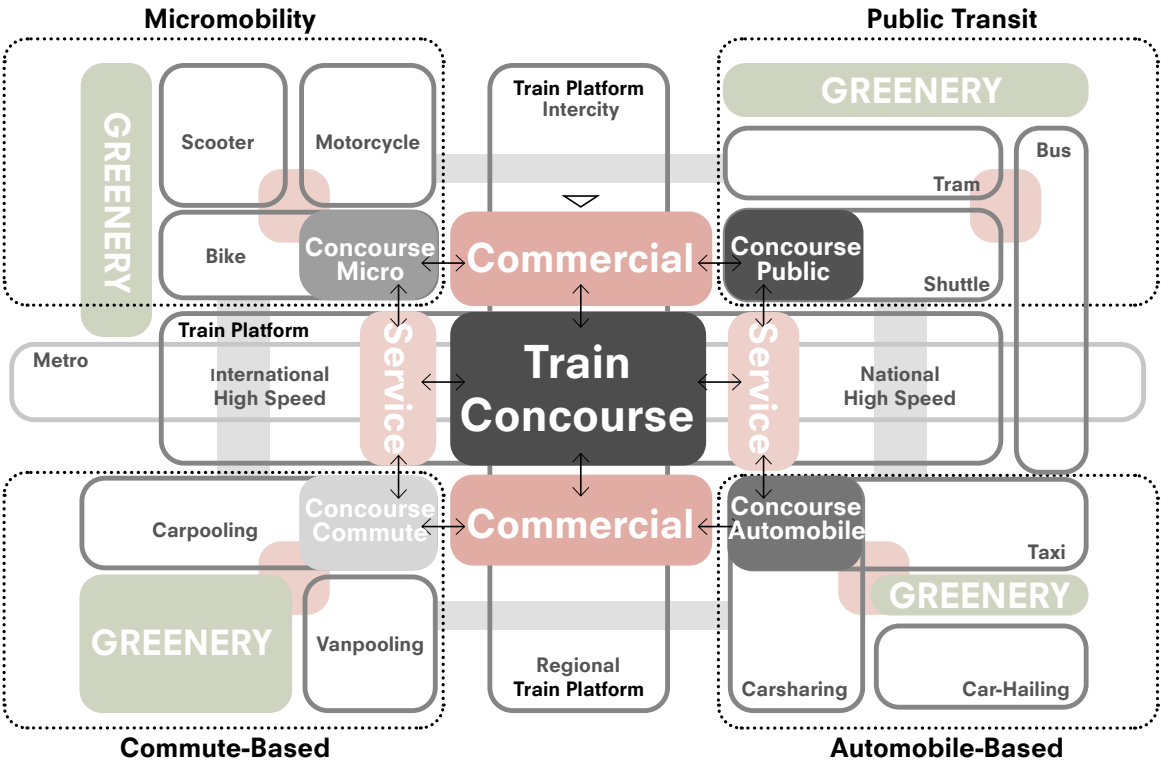 Micromobility
Public Transit
GREENERY
Scooter
Motorcycle
Bike
Concourse
Micro
Train Platform
Intercity
Commercial
GREENERY
Tram
Bus
Concourse
Public
Shuttle
Metro
Train Platform
International
High Speed
Service
Train
Concourse
Service
National
High Speed
Carpooling
Concourse
Commute
GREENERY
Vanpooling
Commercial
Regional
Train Platform
Concourse
Automobile
Taxi
GREENERY
Carsharing
Car-Hailing
Commute-Based
Automobile-Based